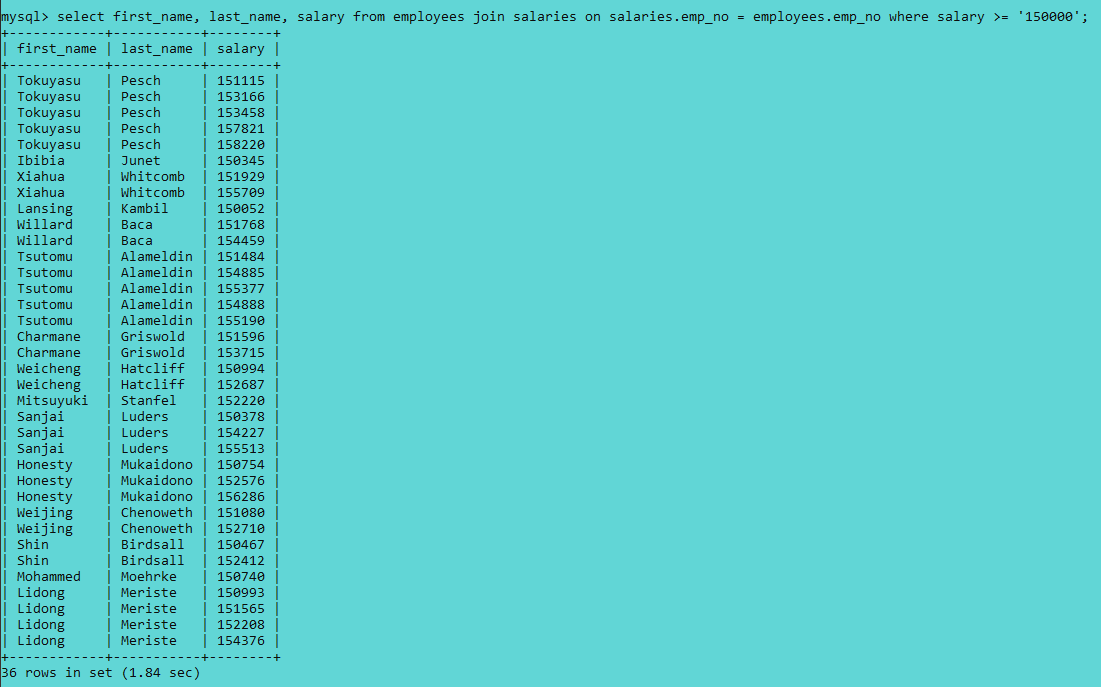 mysql> select first_name, last_name, salary from employees join salaries on salaries.emp_no = employees.emp_no where salary >= '150000';
+------------+-----------+--------+
| first_name | last_name | salary |
+------------+-----------+--------+
| Tokuyasu   | Pesch     | 151115 |
| Tokuyasu   | Pesch     | 153166 |
| Tokuyasu   | Pesch     | 153458 |
| Tokuyasu   | Pesch     | 157821 |
| Tokuyasu   | Pesch     | 158220 |
| Ibibia     | Junet     | 150345 |
| Xiahua     | Whitcomb  | 151929 |
| Xiahua     | Whitcomb  | 155709 |
| Lansing    | Kambil    | 150052 |
| Willard    | Baca      | 151768 |
| Willard    | Baca      | 154459 |
| Tsutomu    | Alameldin | 151484 |
| Tsutomu    | Alameldin | 154885 |
| Tsutomu    | Alameldin | 155377 |
| Tsutomu    | Alameldin | 154888 |
| Tsutomu    | Alameldin | 155190 |
| Charmane   | Griswold  | 151596 |
| Charmane   | Griswold  | 153715 |
| Weicheng   | Hatcliff  | 150994 |
| Weicheng   | Hatcliff  | 152687 |
| Mitsuyuki  | Stanfel   | 152220 |
| Sanjai     | Luders    | 150378 |
| Sanjai     | Luders    | 154227 |
| Sanjai     | Luders    | 155513 |
| Honesty    | Mukaidono | 150754 |
| Honesty    | Mukaidono | 152576 |
| Honesty    | Mukaidono | 156286 |
| Weijing    | Chenoweth | 151080 |
| Weijing    | Chenoweth | 152710 |
| Shin       | Birdsall  | 150467 |
| Shin       | Birdsall  | 152412 |
| Mohammed   | Moehrke   | 150740 |
| Lidong     | Meriste   | 150993 |
| Lidong     | Meriste   | 151565 |
| Lidong     | Meriste   | 152208 |
| Lidong     | Meriste   | 154376 |
+------------+-----------+--------+
36 rows in set (1.84 sec)